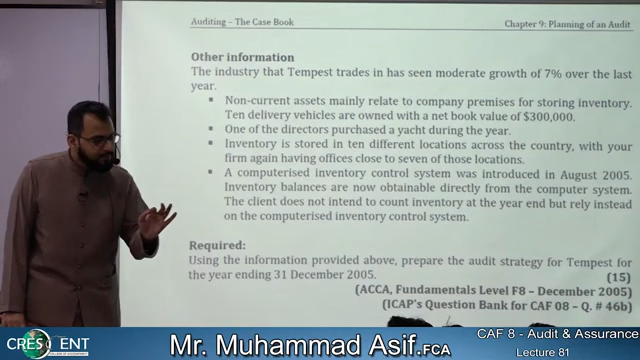 Auditing – The Case Book
Chapter 9: Planning of an Audit
Other information
The industry that Tempest trades in has seen moderate growth of 7% over the last
year.
▪ Non-current assets mainly relate to company premises for storing inventory.
Ten delivery vehicles are owned with a net book value of $300,000.
▪ One of the directors purchased a yacht during the year.
▪ Inventory is stored in ten different locations across the country, with your
firm again having offices close to seven of those locations.
▪ A computerised inventory control system was introduced in August 2005.
Inventory balances are now obtainable directly from the computer system.
The client does not intend to count inventory at the year end but rely instead
on the computerised inventory control system.
Required:
Using the information provided above, prepare the audit strategy for Tempest for
the year ending 31 December 2005.
(15)
(ACCA, Fundamentals Level F8 – December 2005)
(ICAP's Question Bank for CAF 08 – Q. # 46b)
CRESCENT
COLLEGE OF ACCOUNTANCY
Mr. Muhammad Asif.FCA
CAF 8 - Audit & Assurance
Lecture 81